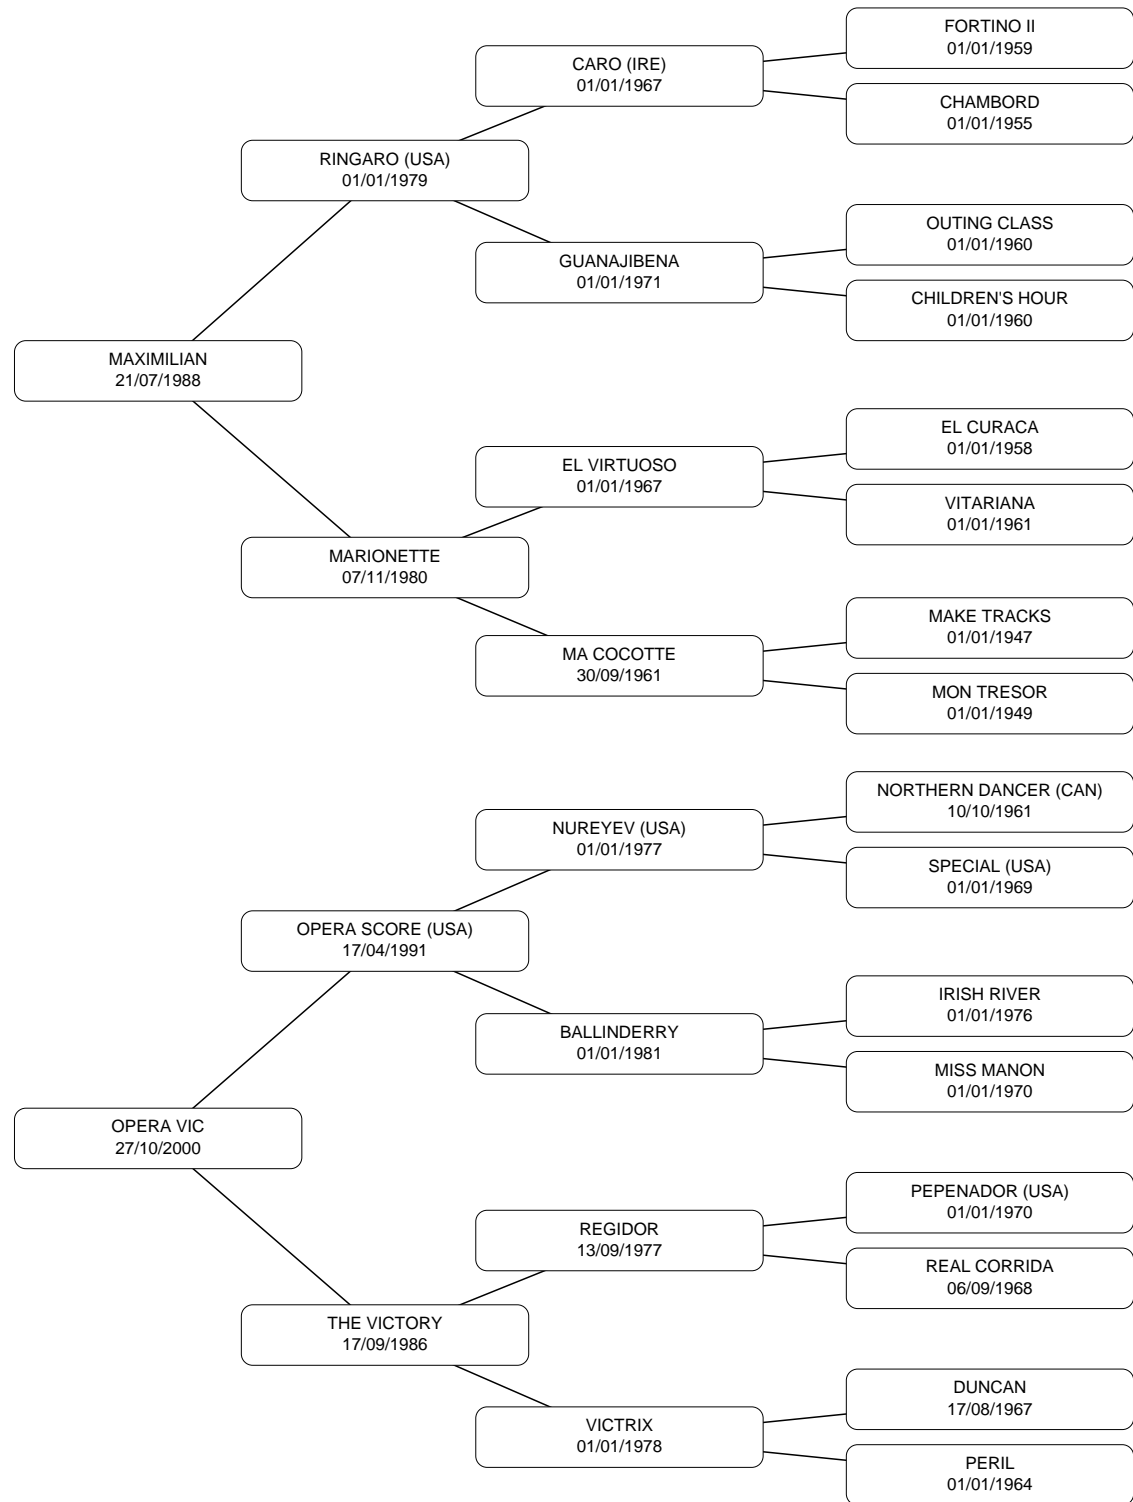 FORTINO II
01/01/1959
CARO (IRE)
01/01/1967
CHAMBORD
01/01/1955
RINGARO (USA)
01/01/1979
OUTING CLASS
01/01/1960
GUANAJIBENA
01/01/1971
CHILDREN'S HOUR
01/01/1960
MAXIMILIAN
21/07/1988
EL CURACA
01/01/1958
EL VIRTUOSO
01/01/1967
VITARIANA
01/01/1961
MARIONETTE
07/11/1980
MAKE TRACKS
01/01/1947
MA COCOTTE
30/09/1961
MON TRESOR
01/01/1949
NORTHERN DANCER (CAN)
10/10/1961
NUREYEV (USA)
01/01/1977
SPECIAL (USA)
01/01/1969
OPERA SCORE (USA)
17/04/1991
IRISH RIVER
01/01/1976
BALLINDERRY
01/01/1981
MISS MANON
01/01/1970
OPERA VIC
27/10/2000
PEPENADOR (USA)
01/01/1970
REGIDOR
13/09/1977
REAL CORRIDA
06/09/1968
THE VICTORY
17/09/1986
DUNCAN
17/08/1967
VICTRIX
01/01/1978
PERIL
01/01/1964